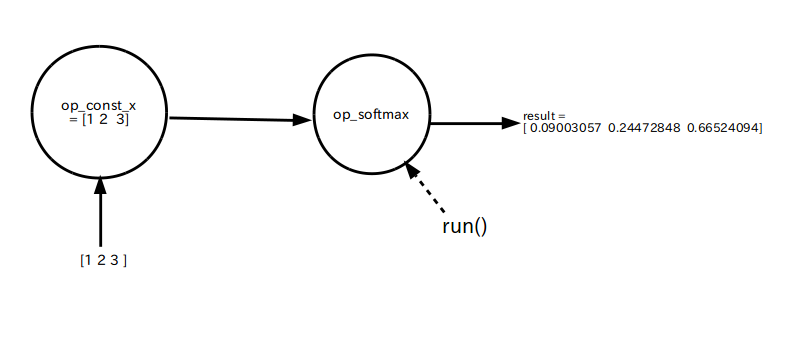 op_const_x
= [1 2 3]
op_softmax
result =
[ 0.09003057 0.24472848 0.66524094]
run()
[1 2 3 ]